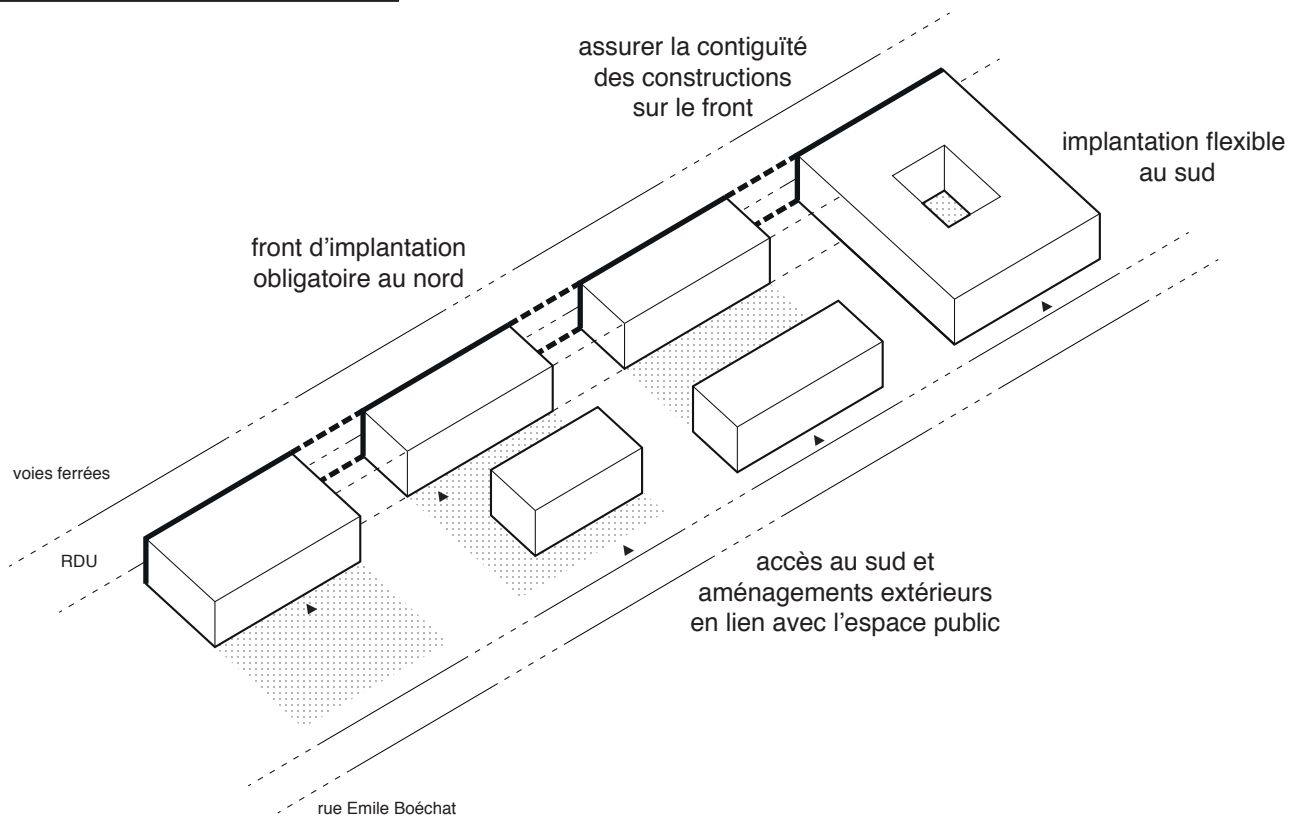 assurer la contiguïté
des constructions
sur le front
implantation flexible
au sud
front d'implantation
obligatoire au nord
voies ferrées
RDU
accès au sud et
aménagements extérieurs
en lien avec l'espace public
rue Emile Boéchat